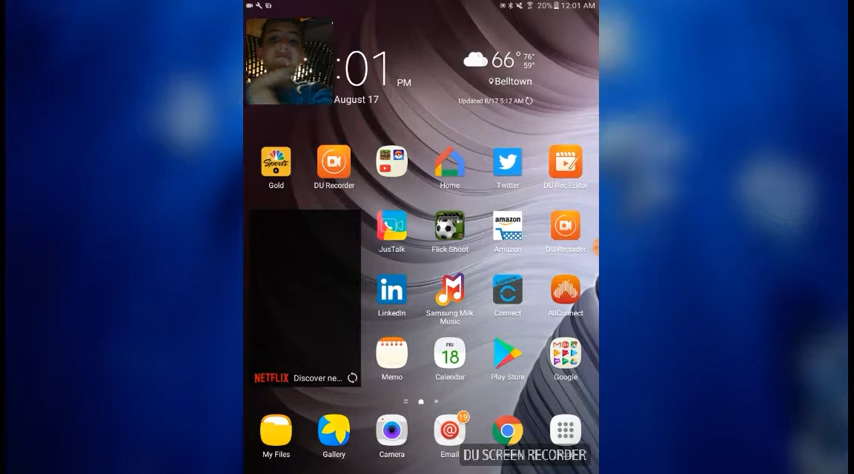 20% 12:01 AM
:01 PM
August 17
66° 76°
59°
Belltown
Updated 8/17 5:12 AM
Sports
Gold
DU Recorder
Home
Twitter
DU Rec Editor
JusTalk
Flick Shoot
amazon
Amazon
DU Recorder
in
LinkedIn
Samsung Milk
Music
C
Connect
AllConnect
Memo
FRI
18
Calendar
Play Store
Google
NETFLIX Discover ne...
My Files
Gallery
Camera
19
Email
DU SCREEN RECORDER